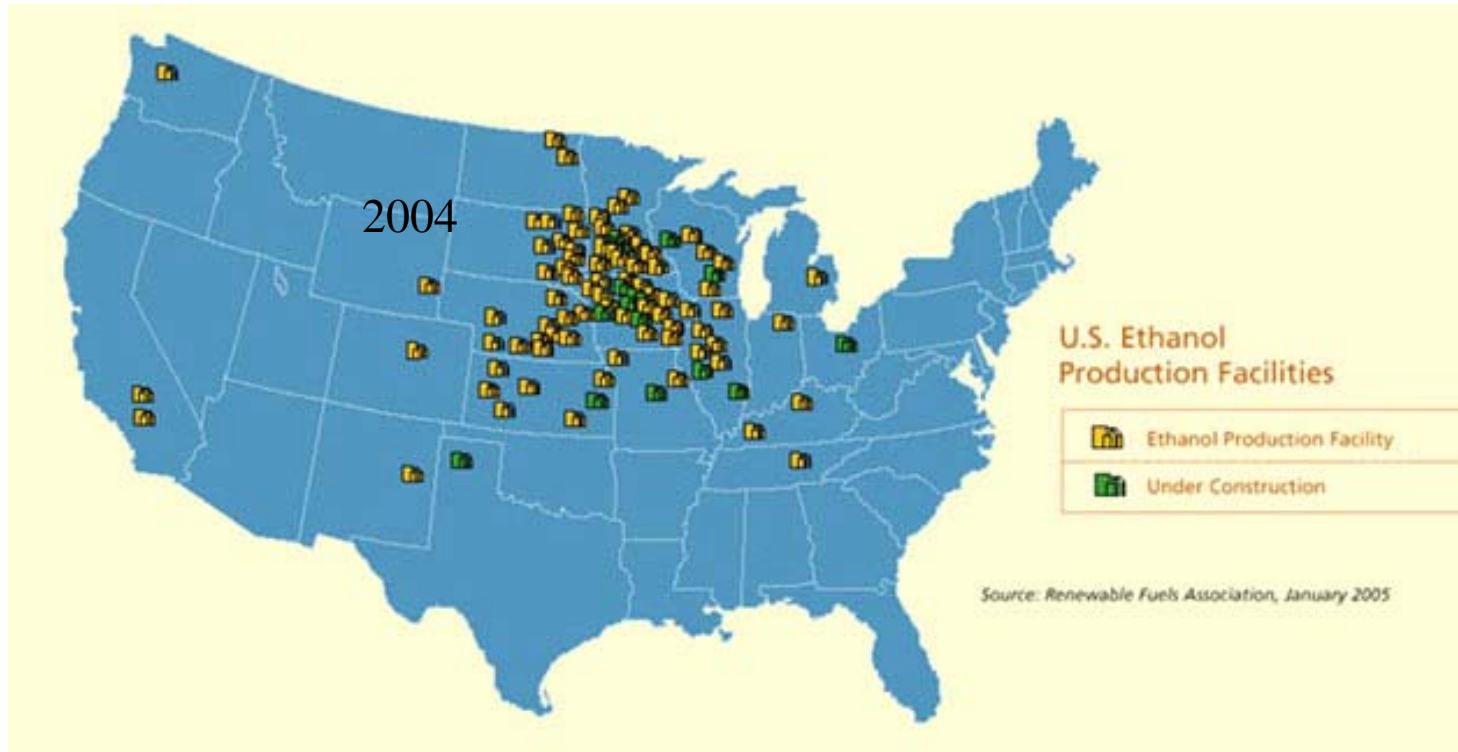 2004
U.S. Ethanol
Production Facilities
Ethanol Production Facility
Under Construction
Source: Renewable Fuels Association, January 2005